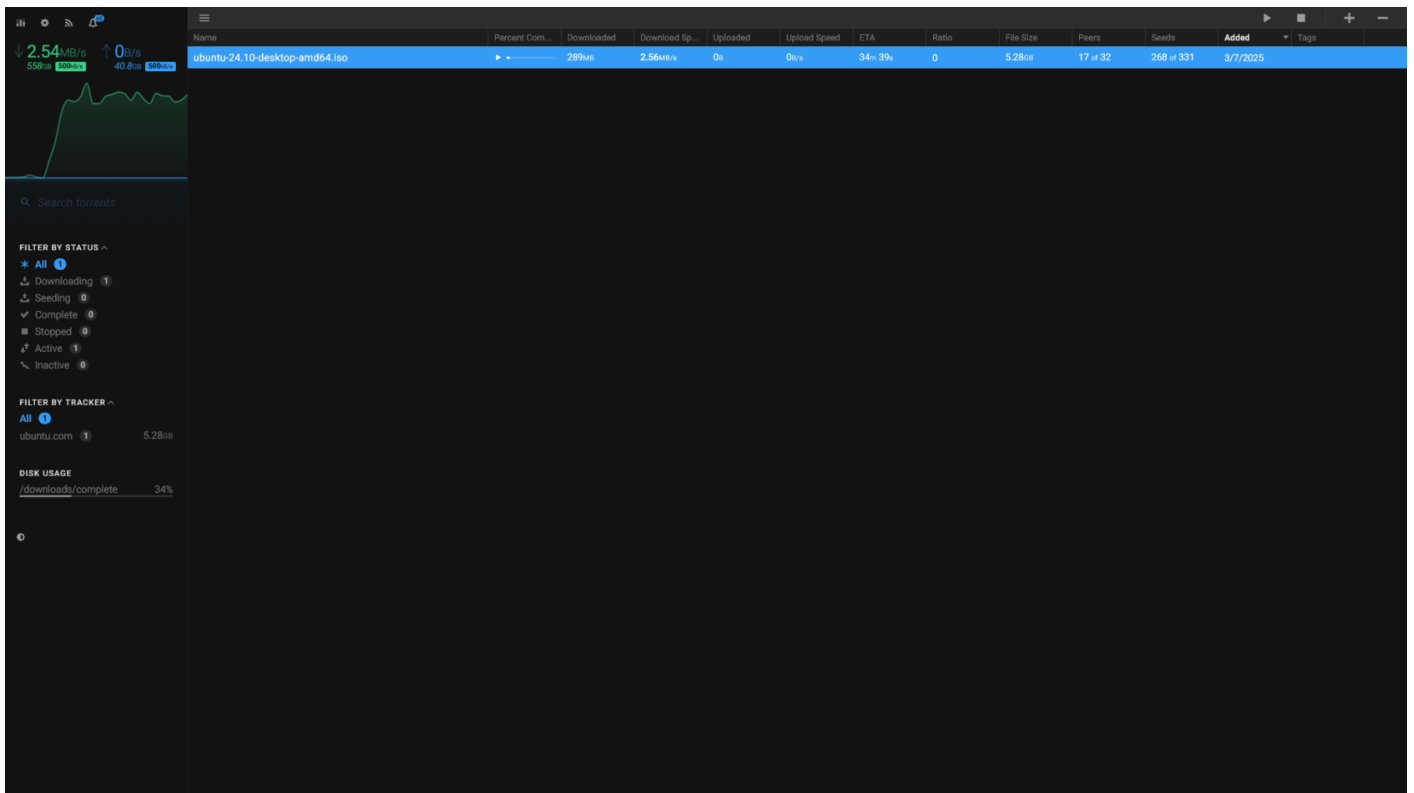 2.54MB/s 0B/s
558GB 500kB/s 40.8GB 500kB/s
Search torrents
FILTER BY STATUS
All 1
Downloading 1
Seeding 0
Complete 0
Stopped 0
Active 1
Inactive 0
FILTER BY TRACKER
All 1
ubuntu.com 1 5.28GB
DISK USAGE
/downloads/complete 34%
Name Percent Com... Downloaded Download Sp... Uploaded Upload Speed ETA Ratio File Size Peers Seeds Added Tags
ubuntu-24.10-desktop-amd64.iso 289MB 2.56MB/s 0B 0B/s 34m 39s 0 5.28GB 17 of 32 268 of 331 3/7/2025